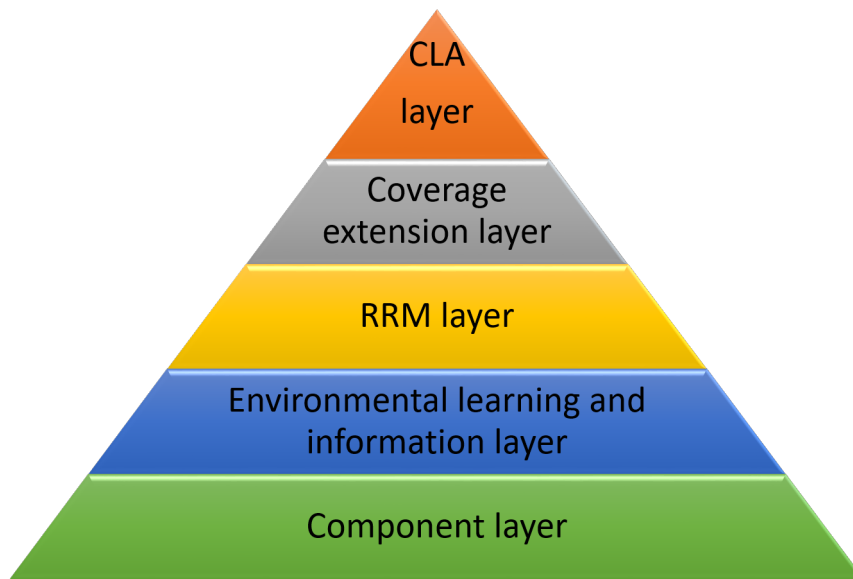 CLA
layer
Coverage
extension layer
RRM layer
Environmental learning and
information layer
Component layer